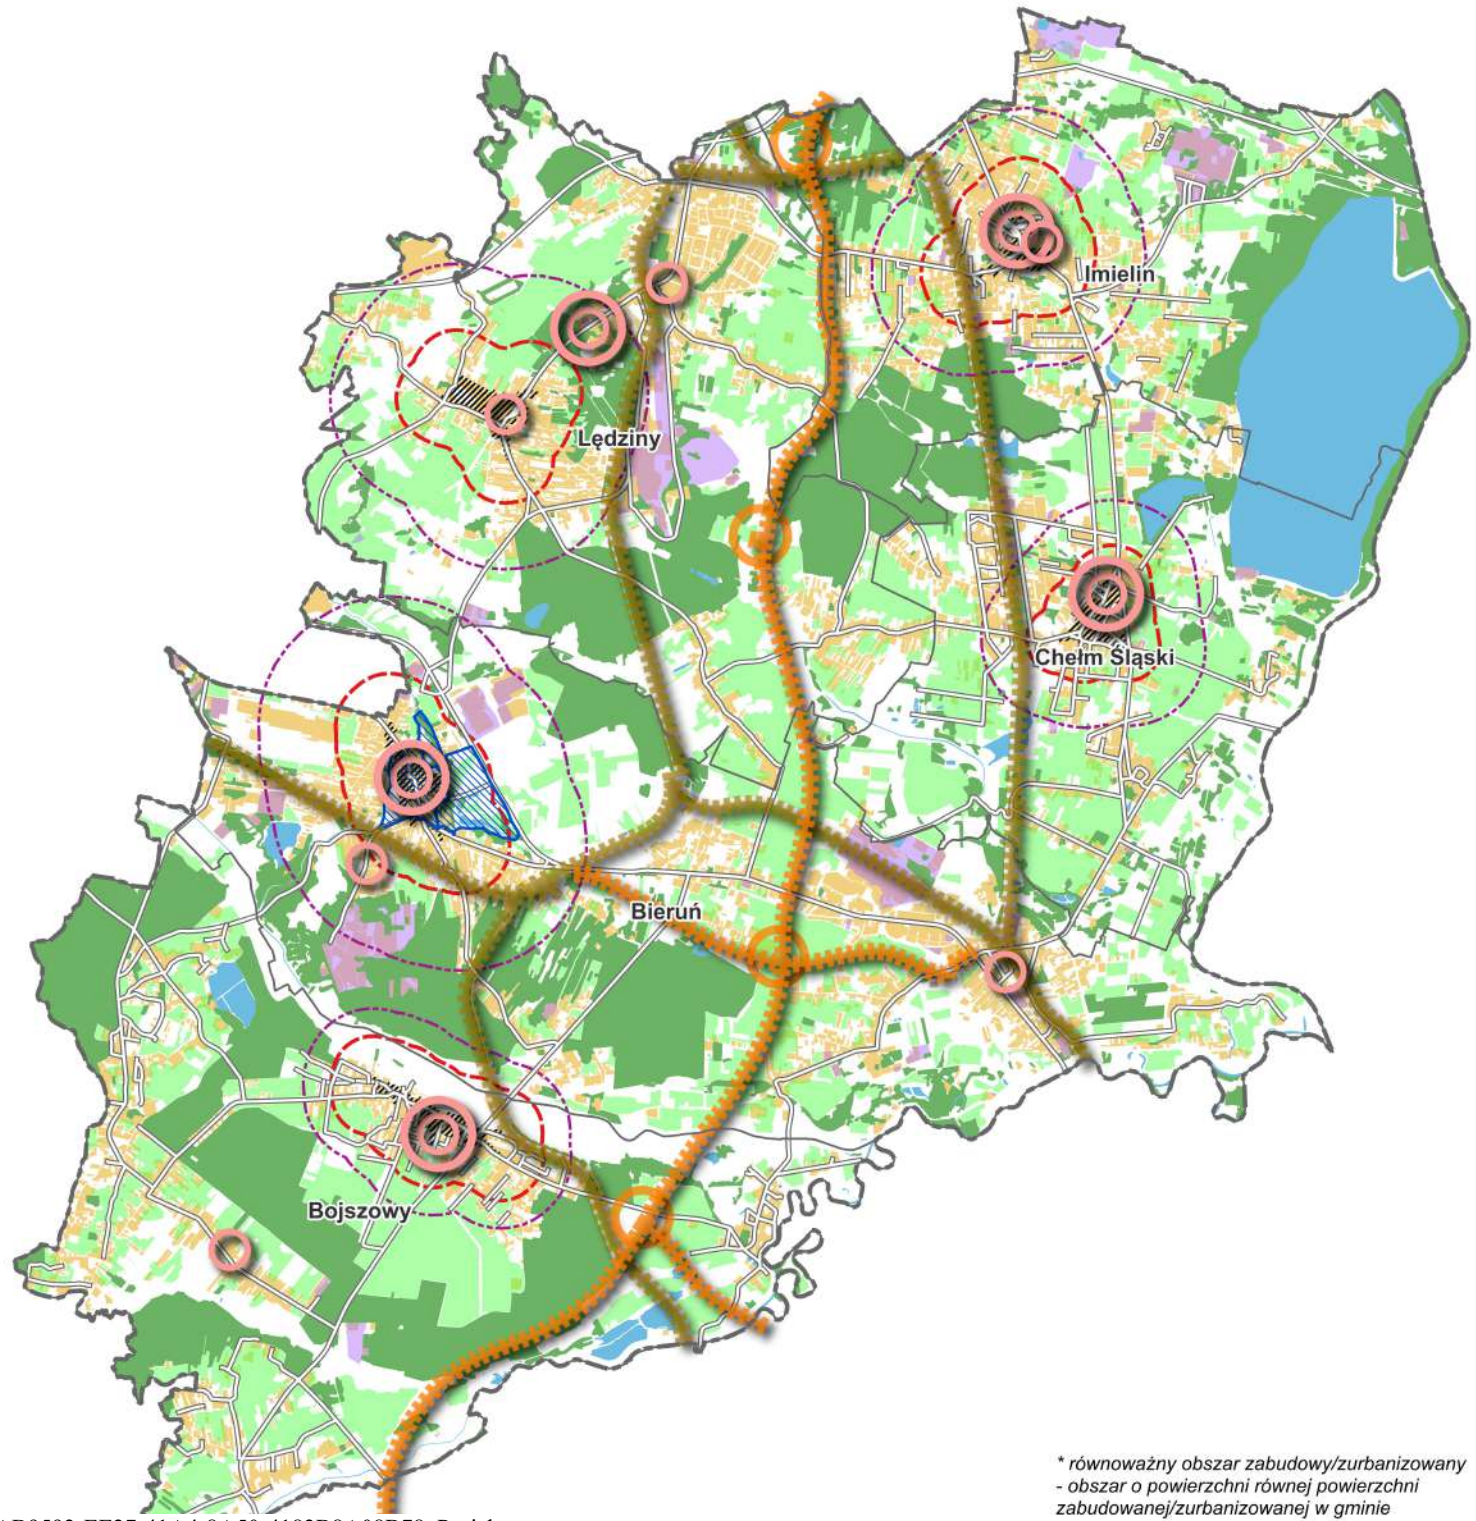 Imielin
Lędziny
Chełm Śląski
Bieruń
Bojszowy
* równoważny obszar zabudowy/zurbanizowany
- obszar o powierzchni równej powierzchni
zabudowanej/zurbanizowanej w gminie